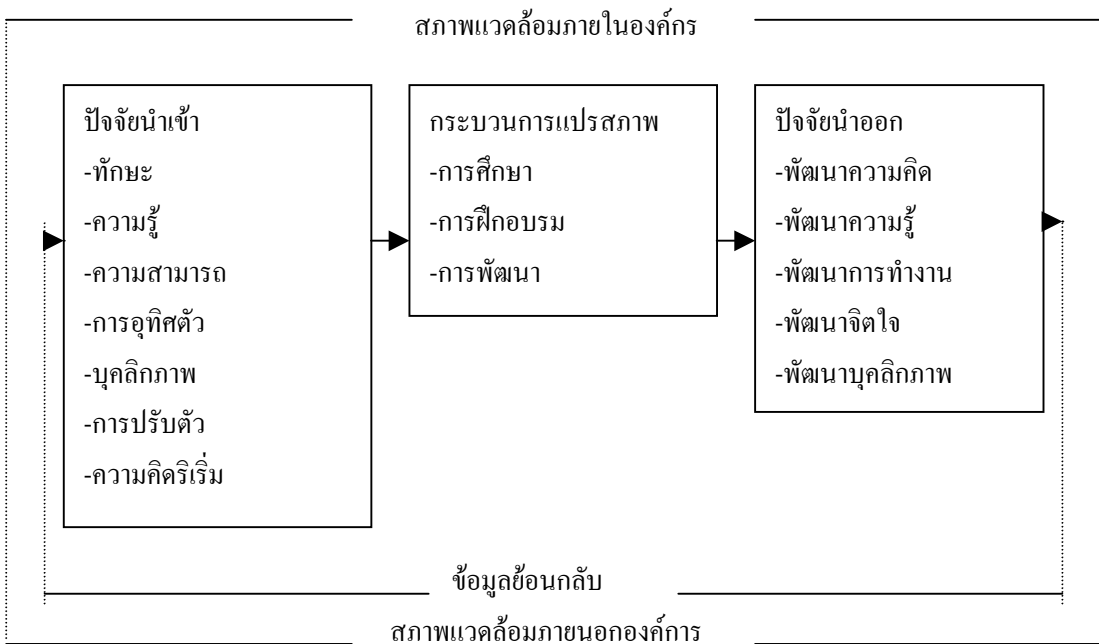 สภาพแวดล้อมภายในองค์กร
ปัจจัยนำเข้า
-ทักษะ
-ความรู้
-ความสามารถ
-การอุทิศตัว
-บุคลิกภาพ
-การปรับตัว
-ความคิดริเริ่ม
กระบวนการแปรสภาพ
-การศึกษา
-การฝึกอบรม
-การพัฒนา
ปัจจัยนำออก
-พัฒนาความคิด
-พัฒนาความรู้
-พัฒนาการทำงาน
-พัฒนาจิตใจ
-พัฒนาบุคลิกภาพ
ข้อมูลย้อนกลับ
สภาพแวดล้อมภายนอกองค์การ